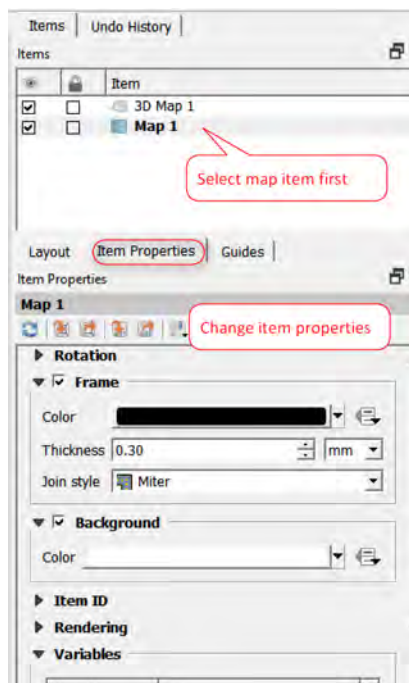 Items Undo History
Items
Item
3D Map 1
Map 1
Select map item first
Layout Item Properties Guides
Item Properties
Map 1
Change item properties
Rotation
Frame
Color
Thickness 0.30 mm
Join style Miter
Background
Color
Item ID
Rendering
Variables